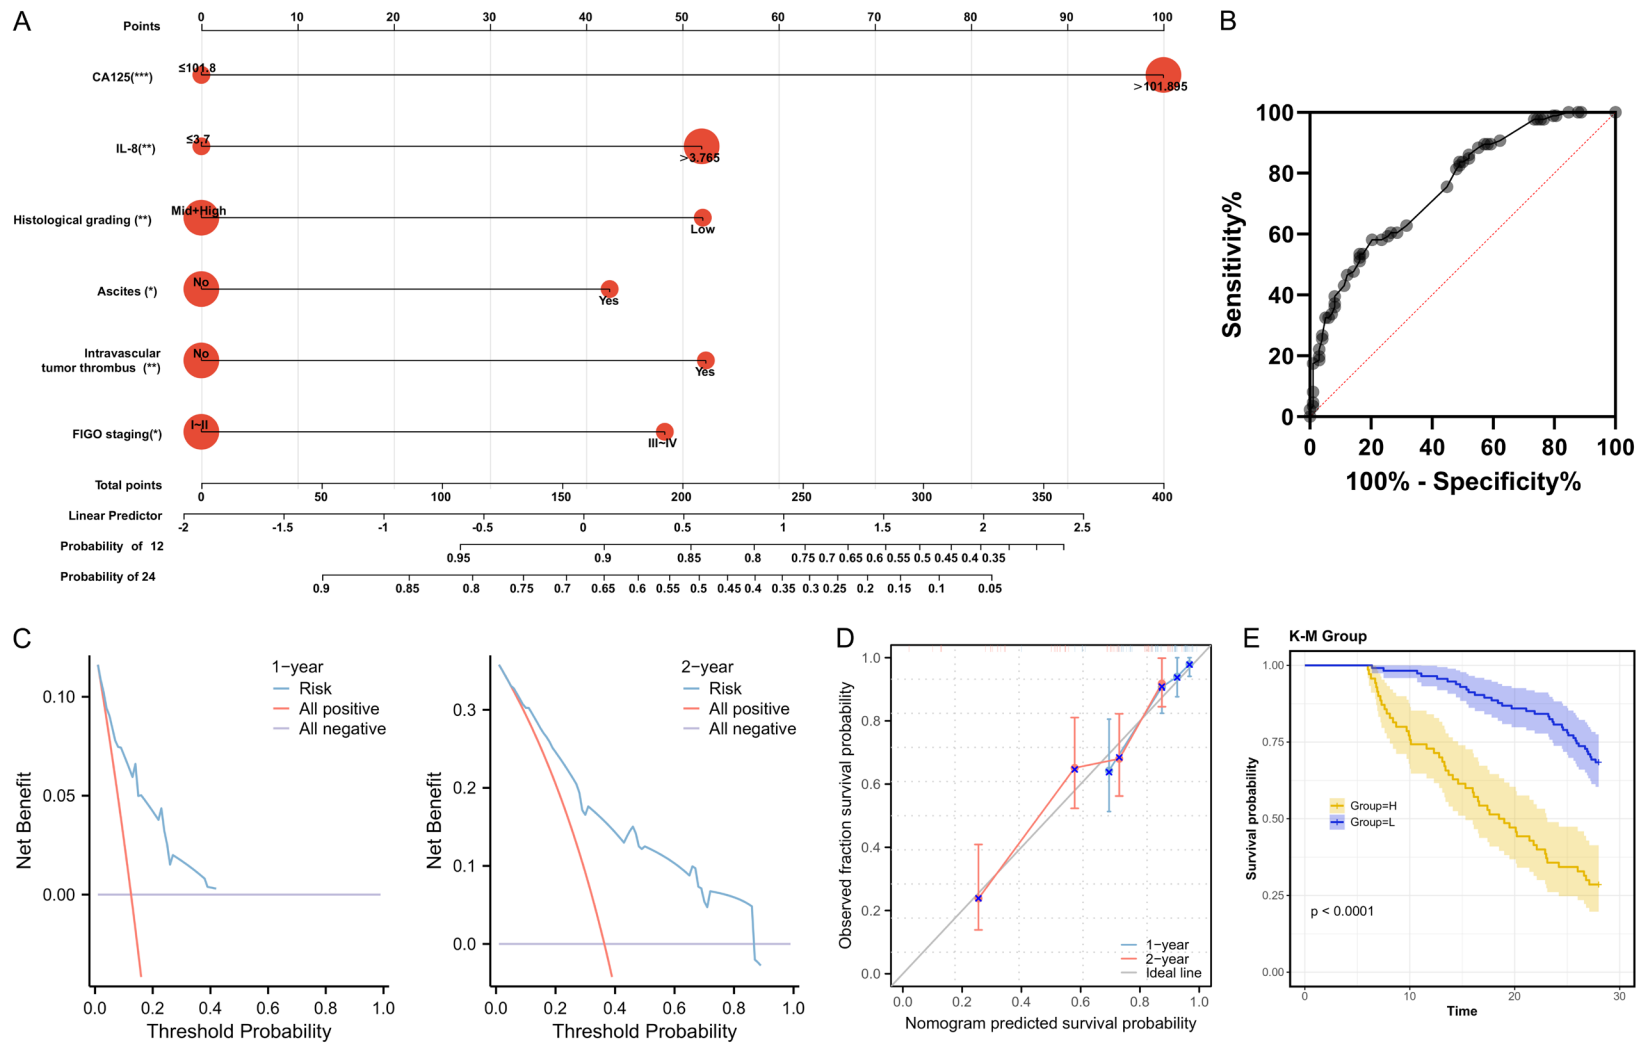 A
Points
0 10 20 30 40 50 60 70 80 90 100
CA125(***)
≤101.8
>101.895
IL-8(**)
≤3.7
>3.765
Histological grading (**)
Mid+High
Low
Ascites (*)
No
Yes
Intravascular
tumor thrombus (**)
No
Yes
FIGO staging(*)
I~II
III~IV
Total points
0 50 100 150 200 250 300 350 400
Linear Predictor
-2 -1.5 -1 -0.5 0 0.5 1 1.5 2 2.5
Probability of 12
0.95 0.9 0.85 0.8 0.75 0.7 0.65 0.6 0.55 0.5 0.45 0.4 0.35
Probability of 24
0.9 0.85 0.8 0.75 0.7 0.65 0.6 0.55 0.5 0.45 0.4 0.35 0.3 0.25 0.2 0.15 0.1 0.05
B
Sensitivity%
100
80
60
40
20
0
0 20 40 60 80 100
100% - Specificity%
C
Net Benefit
0.10
0.05
0.00
1−year
Risk
All positive
All negative
0.0 0.2 0.4 0.6 0.8 1.0
Threshold Probability
Net Benefit
0.3
0.2
0.1
0.0
2−year
Risk
All positive
All negative
0.0 0.2 0.4 0.6 0.8 1.0
Threshold Probability
D
Observed fraction survival probability
1.0
0.8
0.6
0.4
0.2
0.0
1−year
2−year
Ideal line
0.0 0.2 0.4 0.6 0.8 1.0
Nomogram predicted survival probability
E
K-M Group
Survival probability
1.00
0.75
0.50
0.25
0.00
Group=H
Group=L
p < 0.0001
0 10 20 30
Time